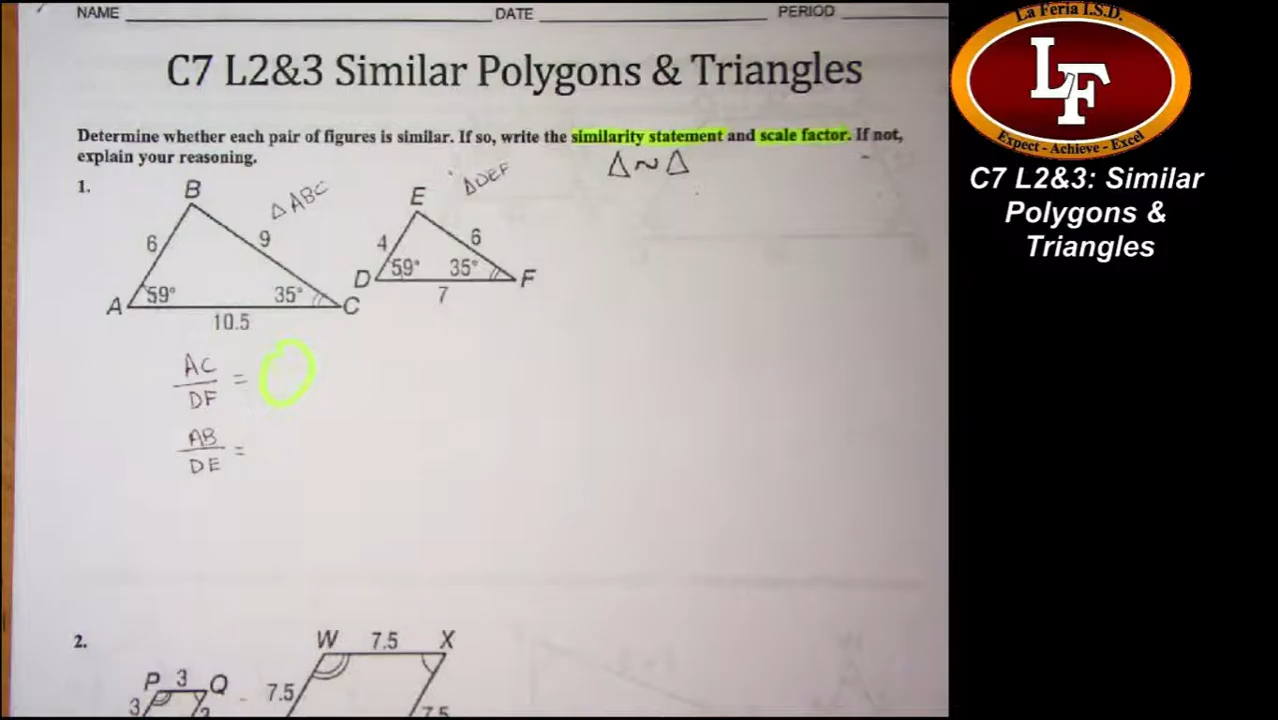 NAME DATE PERIOD
C7 L2&3 Similar Polygons & Triangles
Determine whether each pair of figures is similar. If so, write the similarity statement and scale factor. If not,
explain your reasoning.
△ ~ △
1.
B
△ABC
6
9
A
59°
35°
C
10.5
E
△DEF
4
6
D
59°
35°
F
7
AC
DF
=
AB
DE
=
2.
W 7.5 X
P 3 Q
7.5
3
7.5
La Feria I.S.D.
LF
Expect - Achieve - Excel
C7 L2&3: Similar
Polygons &
Triangles